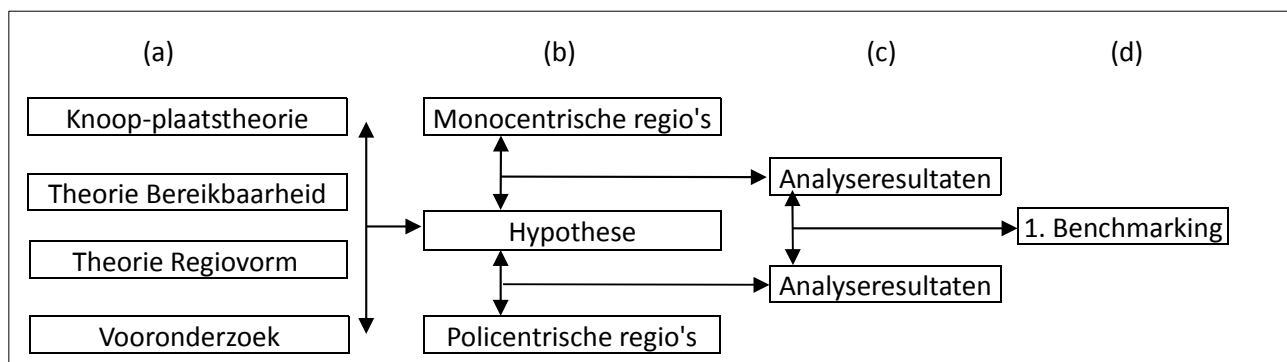 (a)
(b)
(c)
(d)
Knoop-plaatstheorie
Monocentrische regio's
Theorie Bereikbaarheid
Analyseresultaten
Hypothese
1. Benchmarking
Theorie Regiovorm
Analyseresultaten
Vooronderzoek
Policentrische regio's